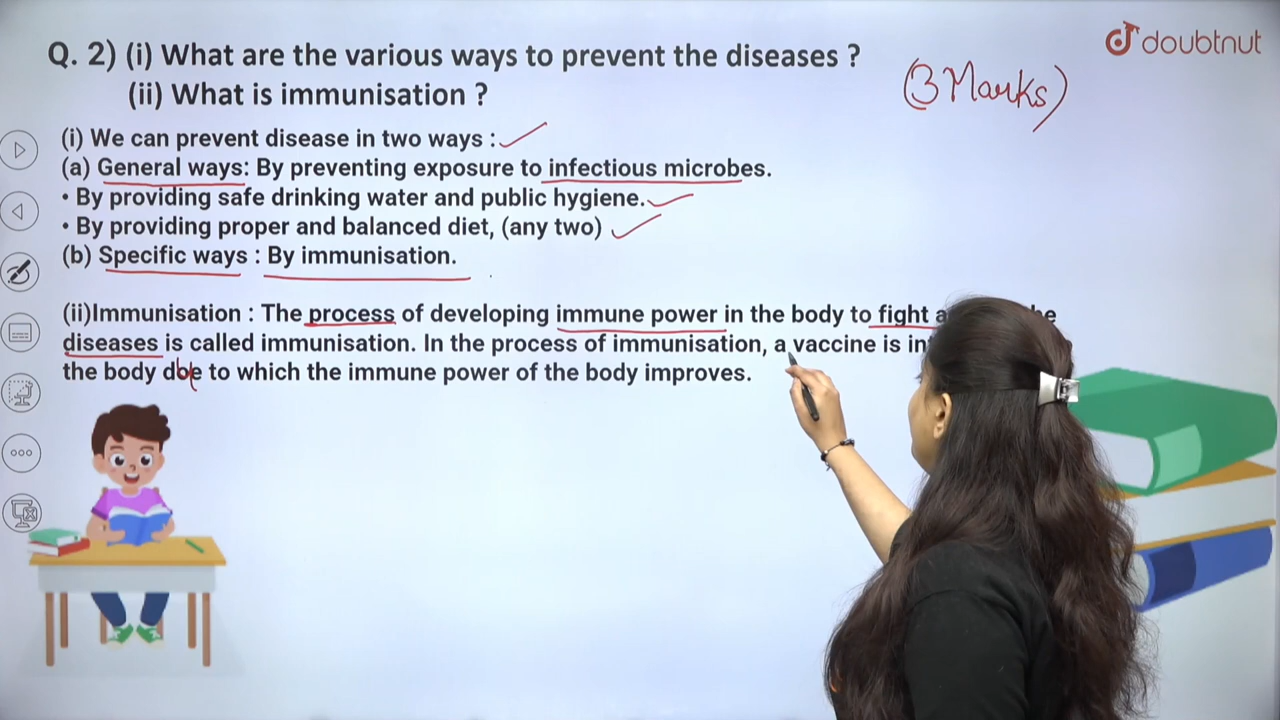 Q. 2) (i) What are the various ways to prevent the diseases ?
(ii) What is immunisation ?
doubtnut
(3 Marks)
(i) We can prevent disease in two ways :
(a) General ways: By preventing exposure to infectious microbes.
• By providing safe drinking water and public hygiene.
• By providing proper and balanced diet, (any two)
(b) Specific ways : By immunisation.
(ii)Immunisation : The process of developing immune power in the body to fight
diseases is called immunisation. In the process of immunisation, a vaccine is
the body to which the immune power of the body improves.